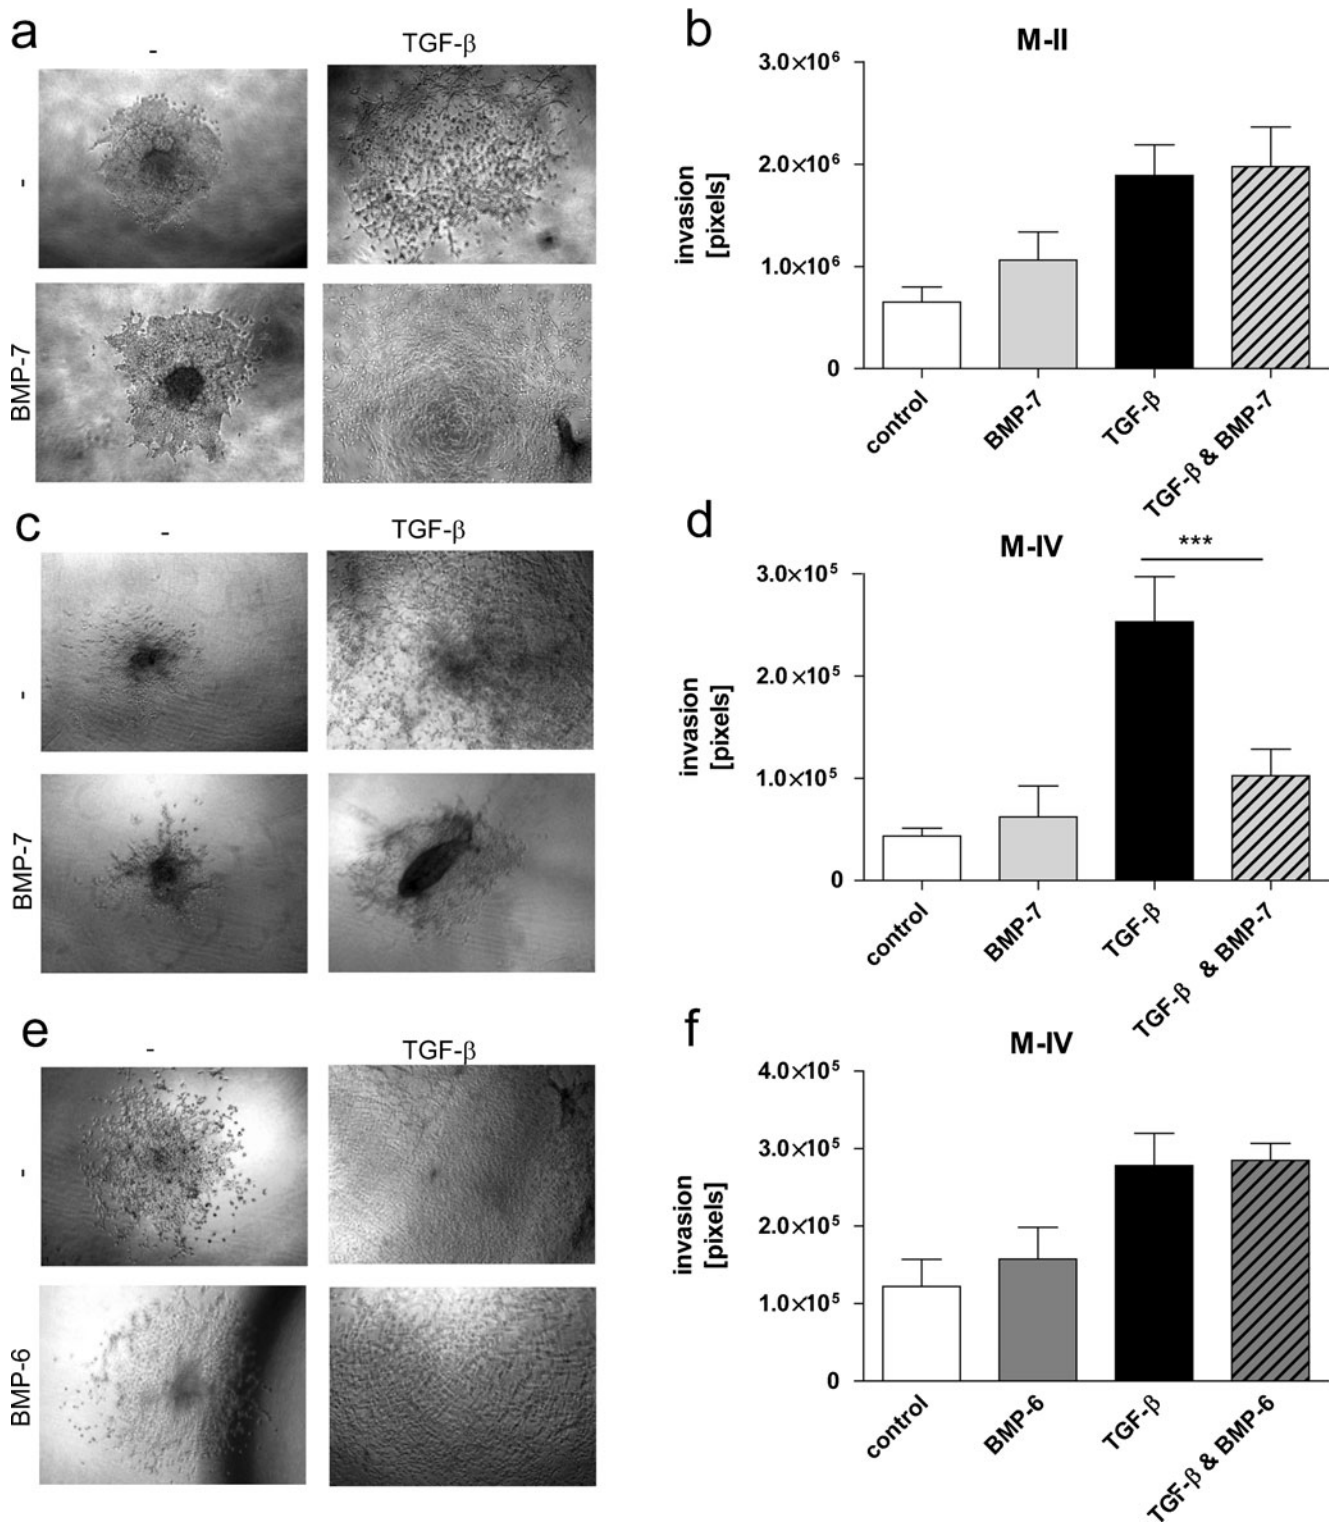 a
-
TGF-β
-
BMP-7
b
M-II
invasion
[pixels]
3.0×10⁶
2.0×10⁶
1.0×10⁶
0
control
BMP-7
TGF-β
TGF-β & BMP-7
c
-
TGF-β
-
BMP-7
d
M-IV
***
invasion
[pixels]
3.0×10⁵
2.0×10⁵
1.0×10⁵
0
control
BMP-7
TGF-β
TGF-β & BMP-7
e
-
TGF-β
-
BMP-6
f
M-IV
invasion
[pixels]
4.0×10⁵
3.0×10⁵
2.0×10⁵
1.0×10⁵
0
control
BMP-6
TGF-β
TGF-β & BMP-6